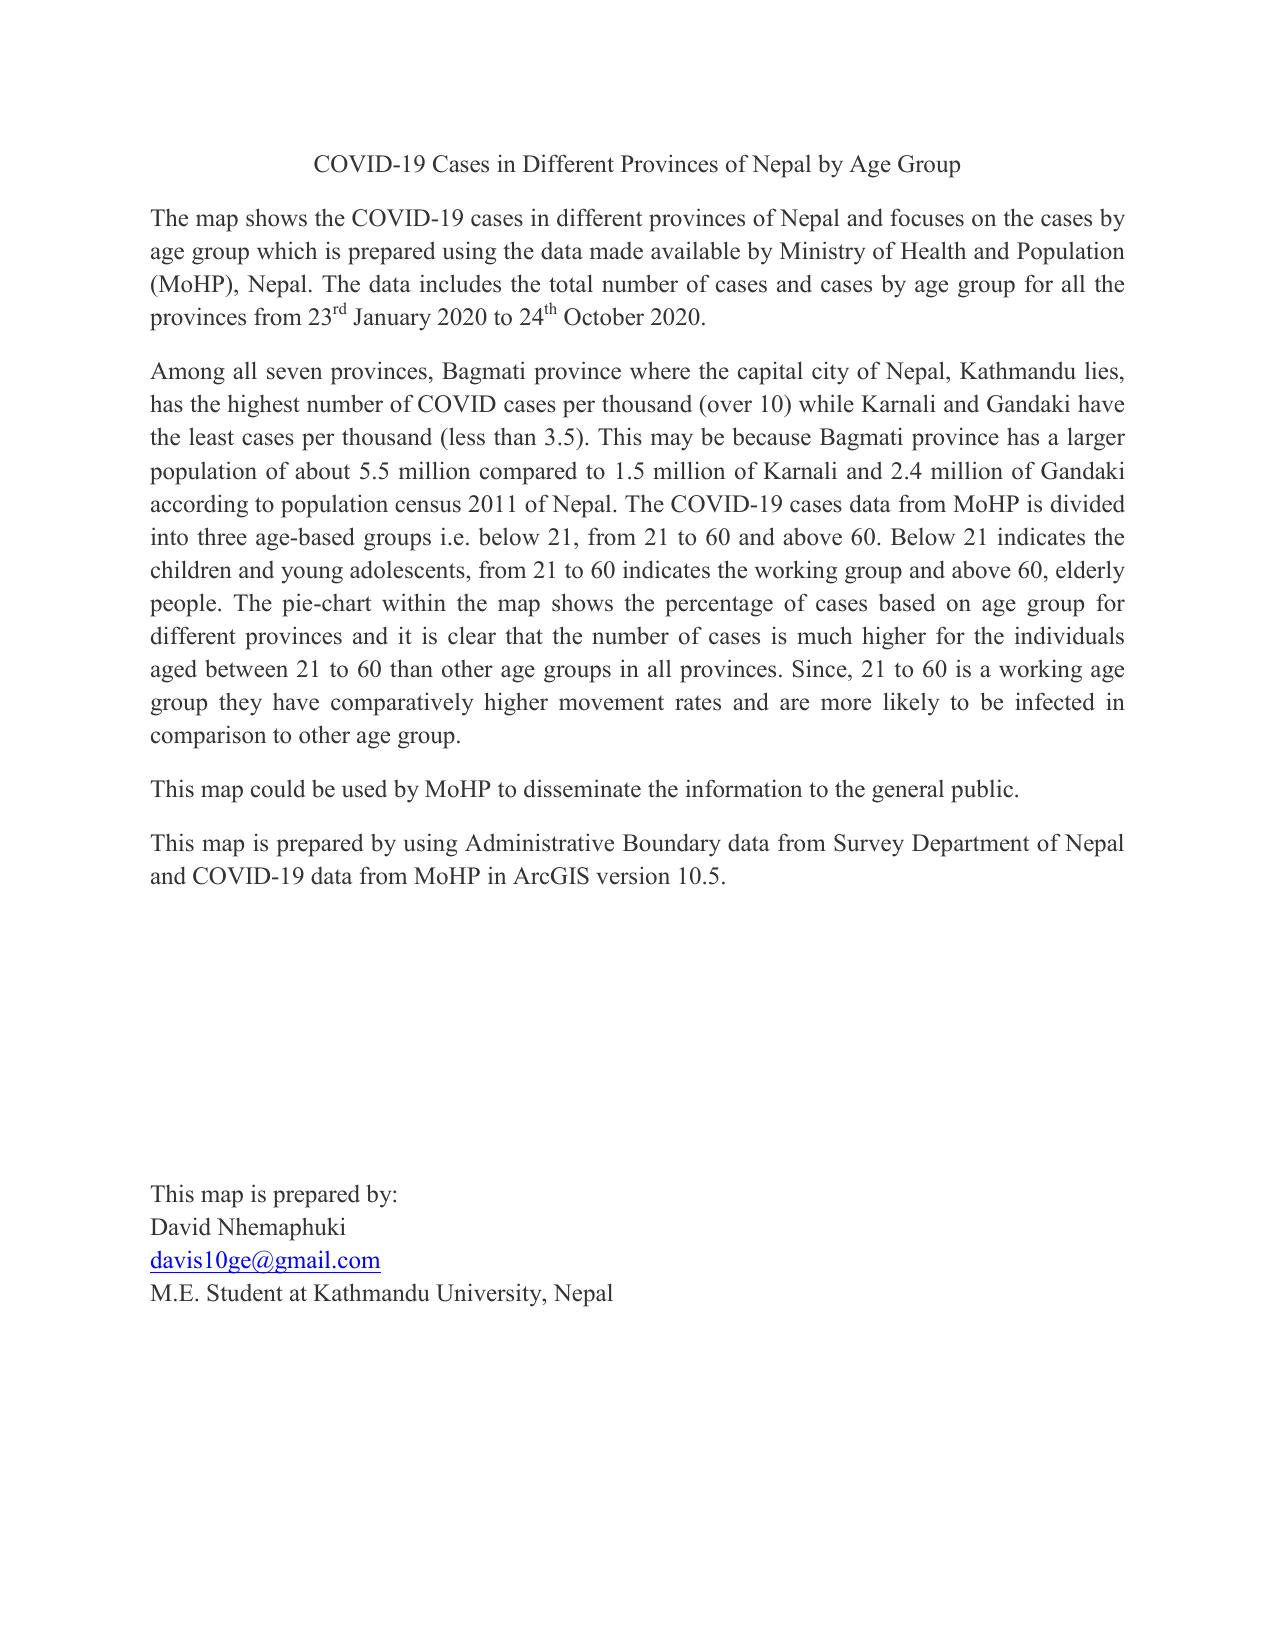 COVID-19 Cases in Different Provinces of Nepal by Age Group
The map shows the COVID-19 cases in different provinces of Nepal and focuses on the cases by
age group which is prepared using the data made available by Ministry of Health and Population
(MoHP), Nepal. The data includes the total number of cases and cases by age group for all the
provinces from 23rd January 2020 to 24th October 2020.
Among all seven provinces, Bagmati province where the capital city of Nepal, Kathmandu lies,
has the highest number of COVID cases per thousand (over 10) while Karnali and Gandaki have
the least cases per thousand (less than 3.5). This may be because Bagmati province has a larger
population of about 5.5 million compared to 1.5 million of Karnali and 2.4 million of Gandaki
according to population census 2011 of Nepal. The COVID-19 cases data from MoHP is divided
into three age-based groups i.e. below 21, from 21 to 60 and above 60. Below 21 indicates the
children and young adolescents, from 21 to 60 indicates the working group and above 60, elderly
people. The pie-chart within the map shows the percentage of cases based on age group for
different provinces and it is clear that the number of cases is much higher for the individuals
aged between 21 to 60 than other age groups in all provinces. Since, 21 to 60 is a working age
group they have comparatively higher movement rates and are more likely to be infected in
comparison to other age group.
This map could be used by MoHP to disseminate the information to the general public.
This map is prepared by using Administrative Boundary data from Survey Department of Nepal
and COVID-19 data from MoHP in ArcGIS version 10.5.
This map is prepared by:
David Nhemaphuki
davis10ge@gmail.com
M.E. Student at Kathmandu University, Nepal